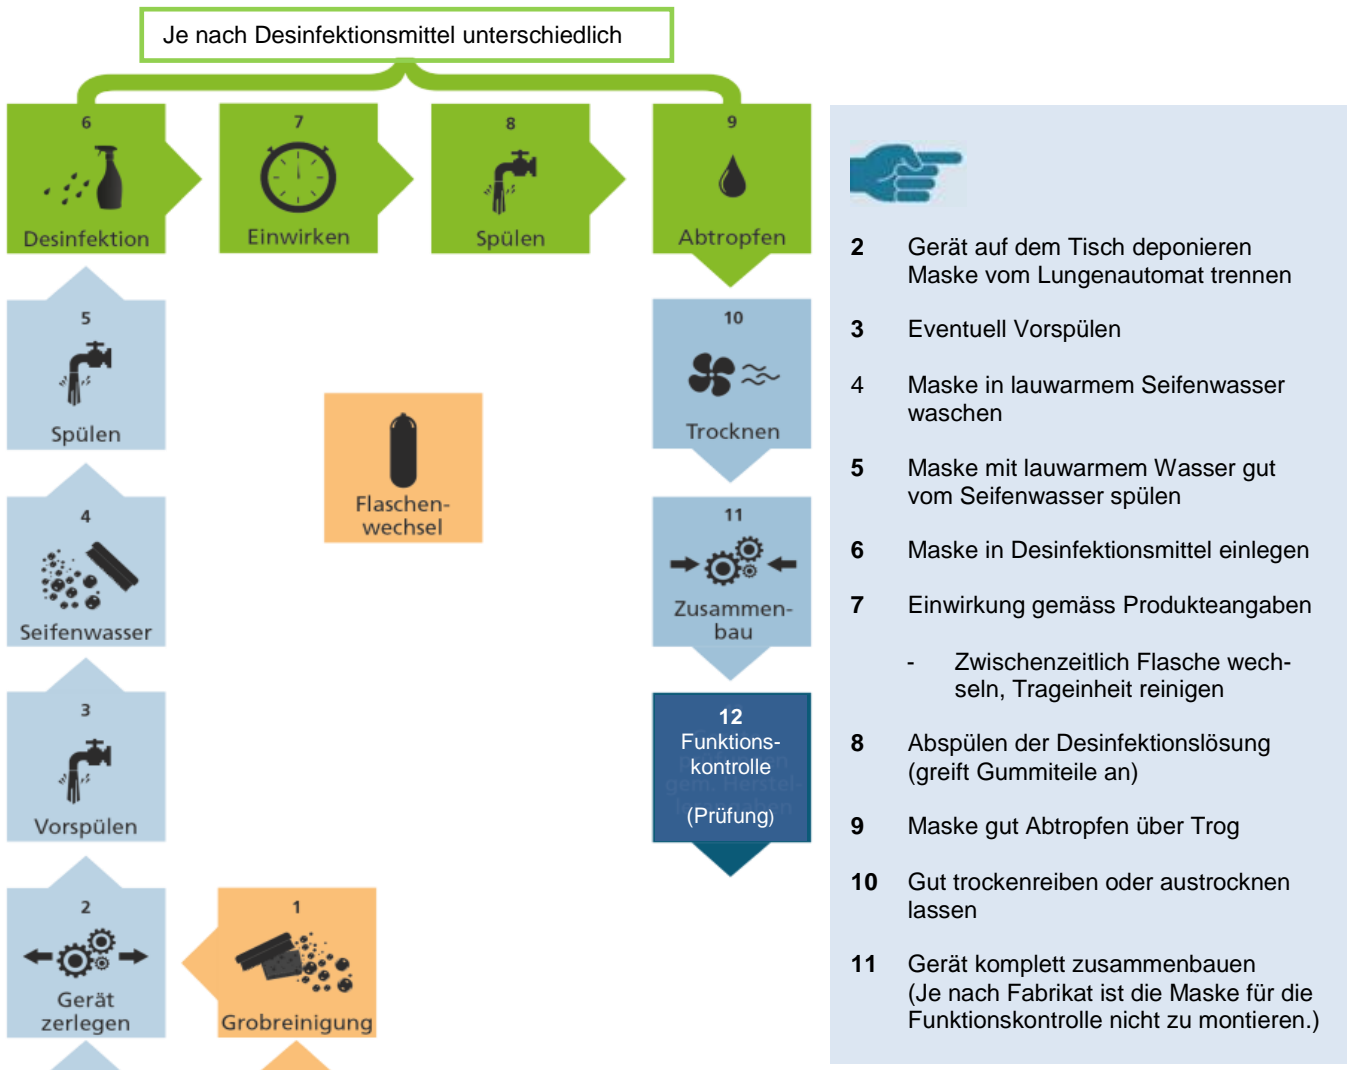 Je nach Desinfektionsmittel unterschiedlich
6
Desinfektion
7
Einwirken
8
Spülen
9
Abtropfen
5
Spülen
10
Trocknen
Flaschen-
wechsel
4
Seifenwasser
11
Zusammen-
bau
3
Vorspülen
12
Funktions-
kontrolle
(Prüfung)
2
Gerät
zerlegen
1
Grobreinigung
2 Gerät auf dem Tisch deponieren
Maske vom Lungenautomat trennen
3 Eventuell Vorspülen
4 Maske in lauwarmem Seifenwasser
waschen
5 Maske mit lauwarmem Wasser gut
vom Seifenwasser spülen
6 Maske in Desinfektionsmittel einlegen
7 Einwirkung gemäss Produkteangaben
- Zwischenzeitlich Flasche wech-
seln, Trageinheit reinigen
8 Abspülen der Desinfektionslösung
(greift Gummiteile an)
9 Maske gut Abtropfen über Trog
10 Gut trockenreiben oder austrocknen
lassen
11 Gerät komplett zusammenbauen
(Je nach Fabrikat ist die Maske für die
Funktionskontrolle nicht zu montieren.)